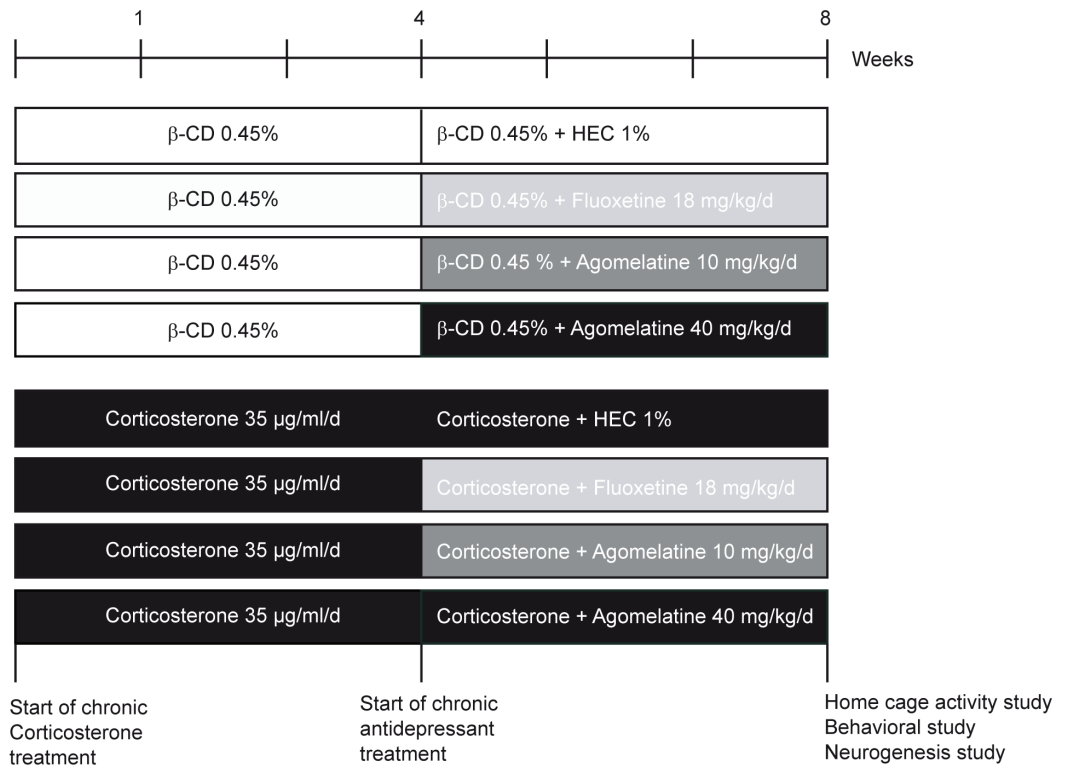 1 4 8
Weeks
β-CD 0.45% β-CD 0.45% + HEC 1%
β-CD 0.45% β-CD 0.45% + Fluoxetine 18 mg/kg/d
β-CD 0.45% β-CD 0.45 % + Agomelatine 10 mg/kg/d
β-CD 0.45% β-CD 0.45% + Agomelatine 40 mg/kg/d
Corticosterone 35 µg/ml/d Corticosterone + HEC 1%
Corticosterone 35 µg/ml/d Corticosterone + Fluoxetine 18 mg/kg/d
Corticosterone 35 µg/ml/d Corticosterone + Agomelatine 10 mg/kg/d
Corticosterone 35 µg/ml/d Corticosterone + Agomelatine 40 mg/kg/d
Start of chronic
Corticosterone
treatment
Start of chronic
antidepressant
treatment
Home cage activity study
Behavioral study
Neurogenesis study